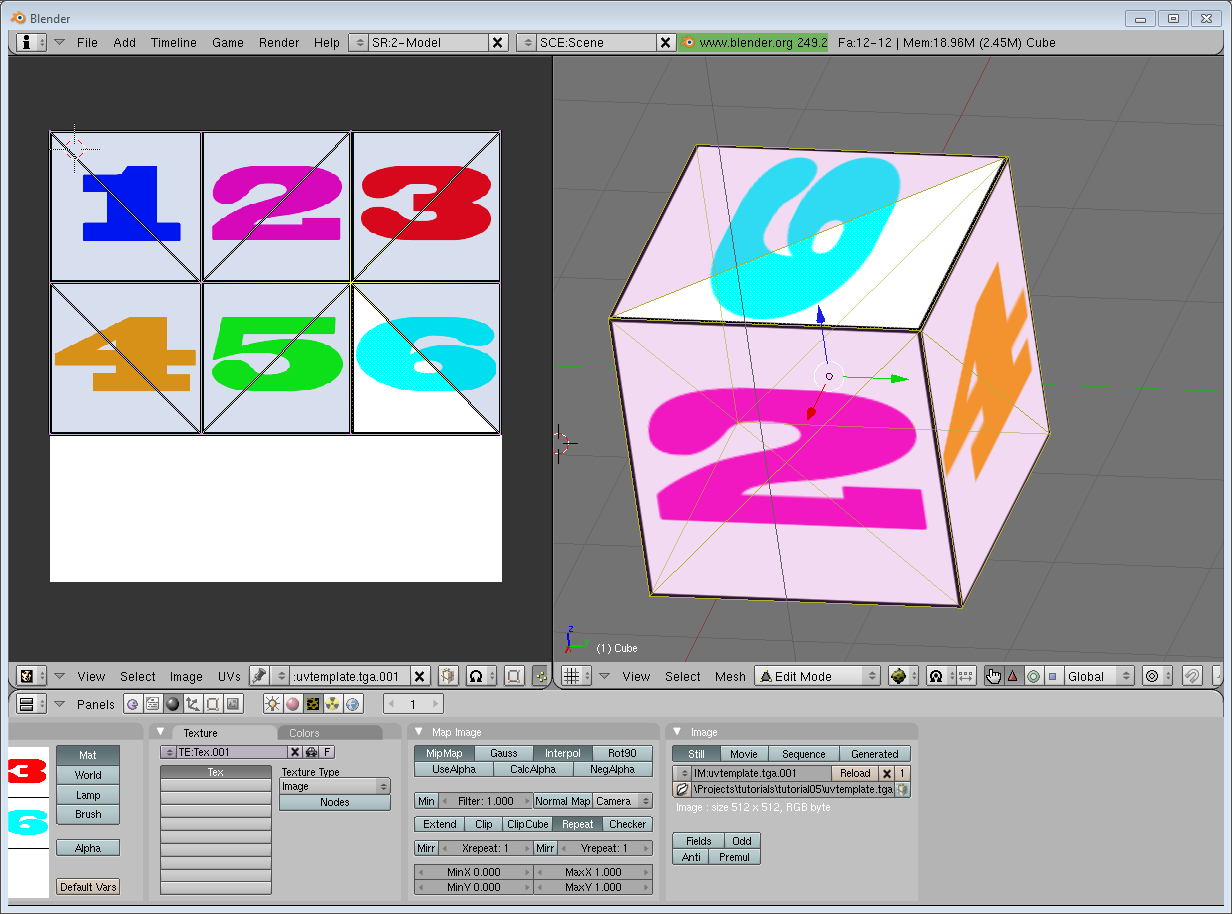 Blender
File Add Timeline Game Render Help SR:2-Model SCE:Scene www.blender.org 249.2 Fa:12-12 | Mem:18.96M (2.45M) Cube
1 2 3
4 5 6
6
4
2
z
(1) Cube
View Select Image UVs :uvtemplate.tga.001
View Select Mesh Edit Mode Global
Panels 1
Mat
World
Lamp
Brush
Alpha
Default Vars
3
6
Texture Colors
TE:Tex.001 F
Tex
Texture Type
Image
Nodes
Map Image
MipMap Gauss Interpol Rot90
UseAlpha CalcAlpha NegAlpha
Min Filter: 1.000 Normal Map Camera
Extend Clip ClipCube Repeat Checker
Mirr Xrepeat: 1 Mirr Yrepeat: 1
MinX 0.000 MaxX 1.000
MinY 0.000 MaxY 1.000
Image
Still Movie Sequence Generated
IM:uvtemplate.tga.001 Reload 1
\Projects\tutorials\tutorial05\uvtemplate.tga
Image : size 512 x 512, RGB byte
Fields Odd
Anti Premul